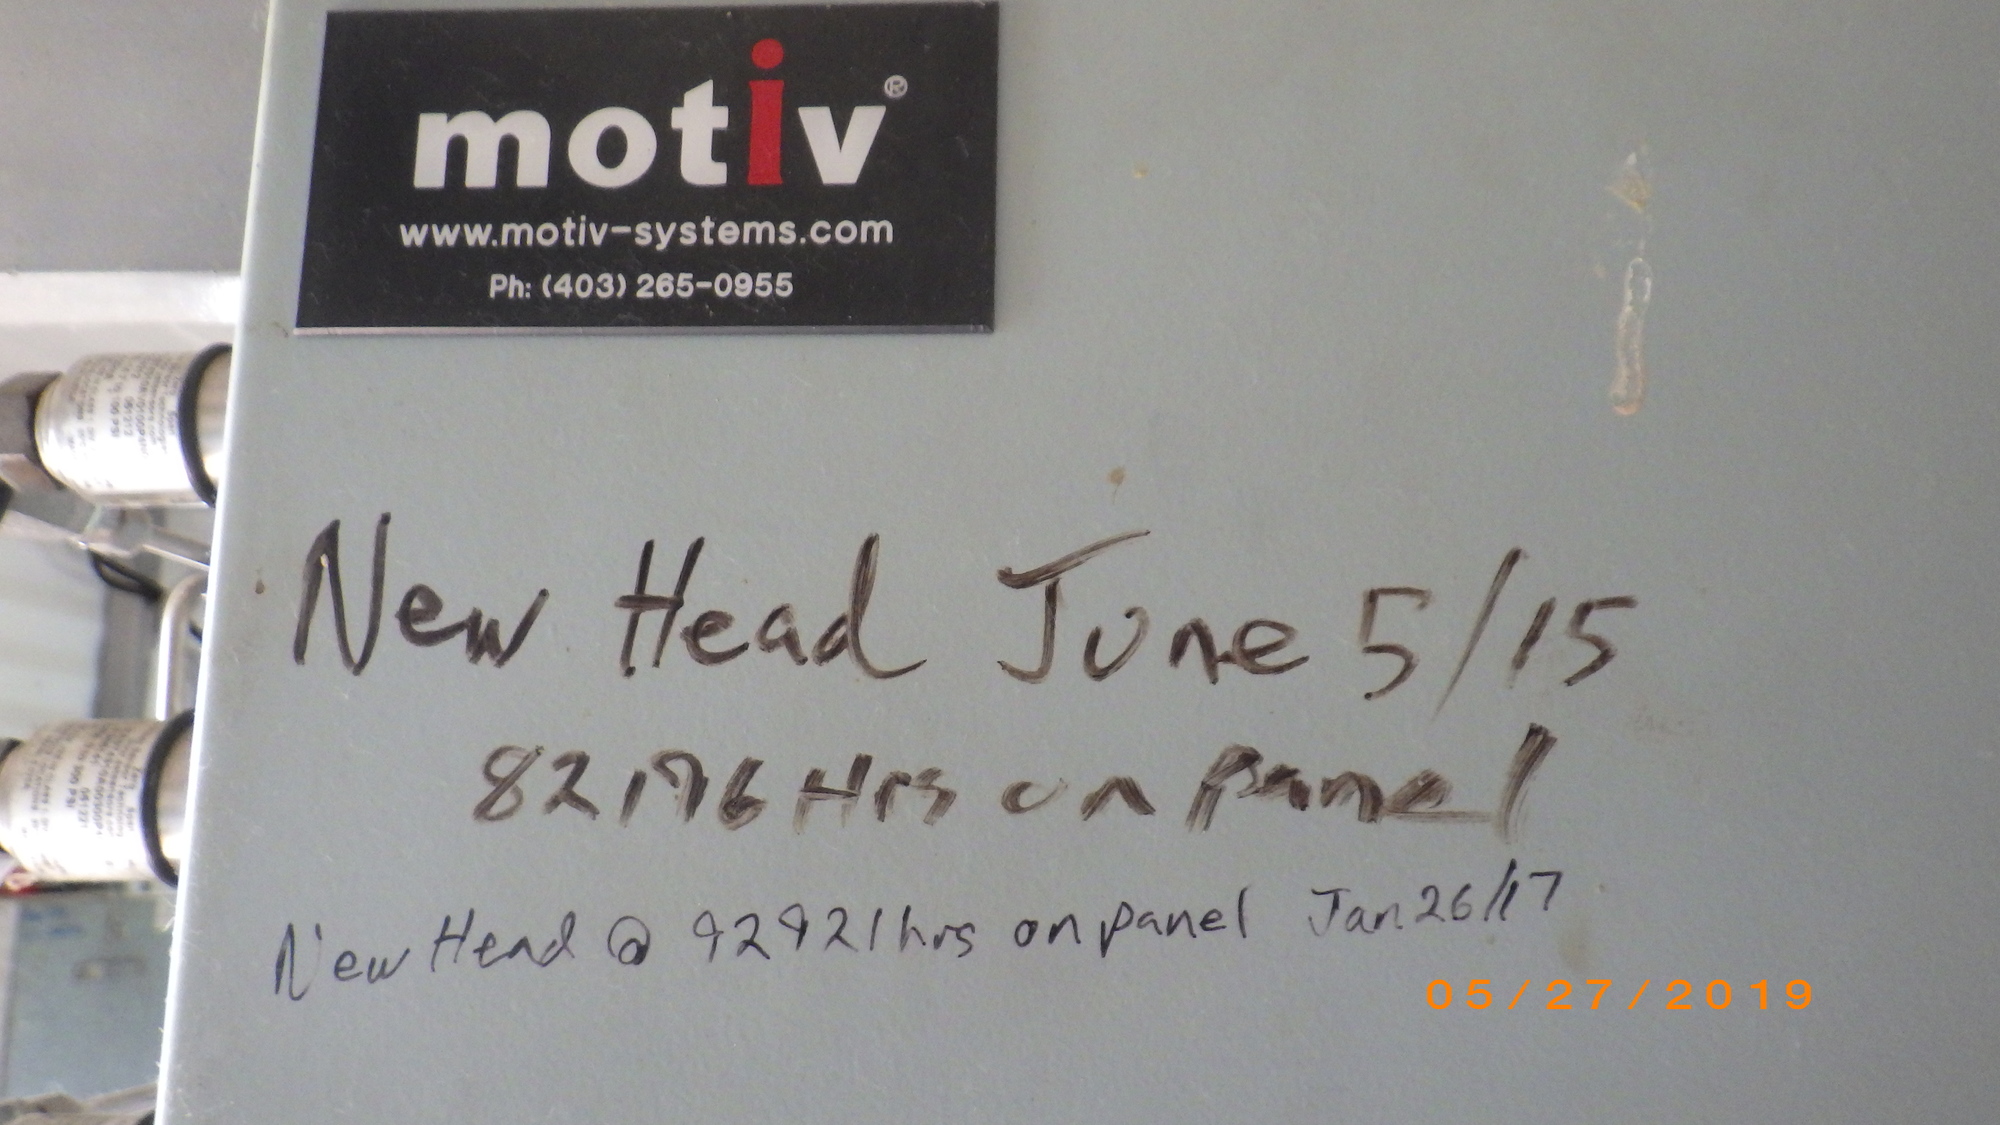 motiv®
www.motiv-systems.com
Ph: (403) 265-0955
New Head June 5/15
82196 Hrs on panel
New Head @ 92921 hrs on panel Jan 26/17
05/27/2019